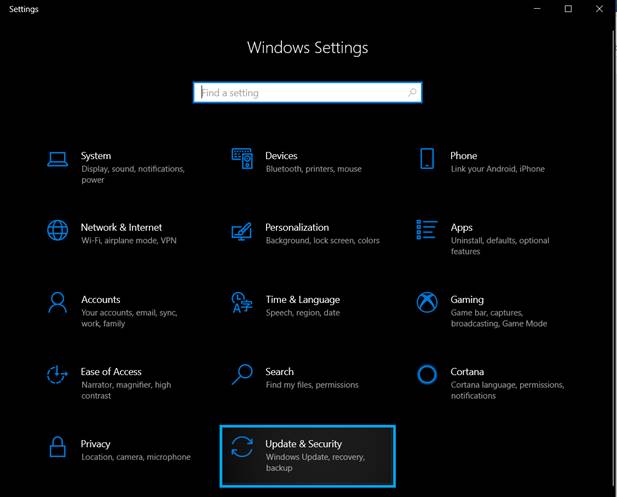 Settings
Windows Settings
Find a setting
System
Display, sound, notifications,
power
Devices
Bluetooth, printers, mouse
Phone
Link your Android, iPhone
Network & Internet
Wi-Fi, airplane mode, VPN
Personalization
Background, lock screen, colors
Apps
Uninstall, defaults, optional
features
Accounts
Your accounts, email, sync,
work, family
Time & Language
Speech, region, date
Gaming
Game bar, captures,
broadcasting, Game Mode
Ease of Access
Narrator, magnifier, high
contrast
Search
Find my files, permissions
Cortana
Cortana language, permissions,
notifications
Privacy
Location, camera, microphone
Update & Security
Windows Update, recovery,
backup